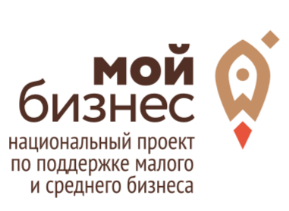 мой
бизнес
национальный проект
по поддержке малого
и среднего бизнеса